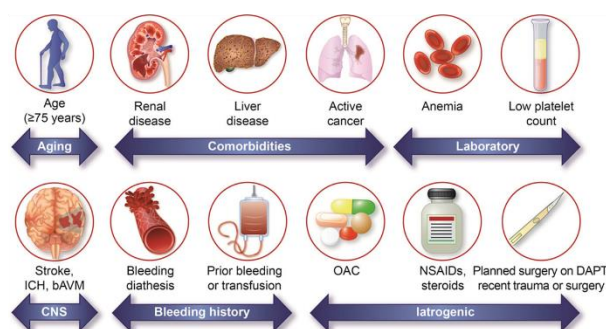 Age
(≥75 years)
Renal
disease
Liver
disease
Active
cancer
Anemia
Low platelet
count
Aging
Comorbidities
Laboratory
Stroke,
ICH, bAVM
Bleeding
diathesis
Prior bleeding
or transfusion
OAC
NSAIDs,
steroids
Planned surgery on DAPT
recent trauma or surgery
CNS
Bleeding history
Iatrogenic